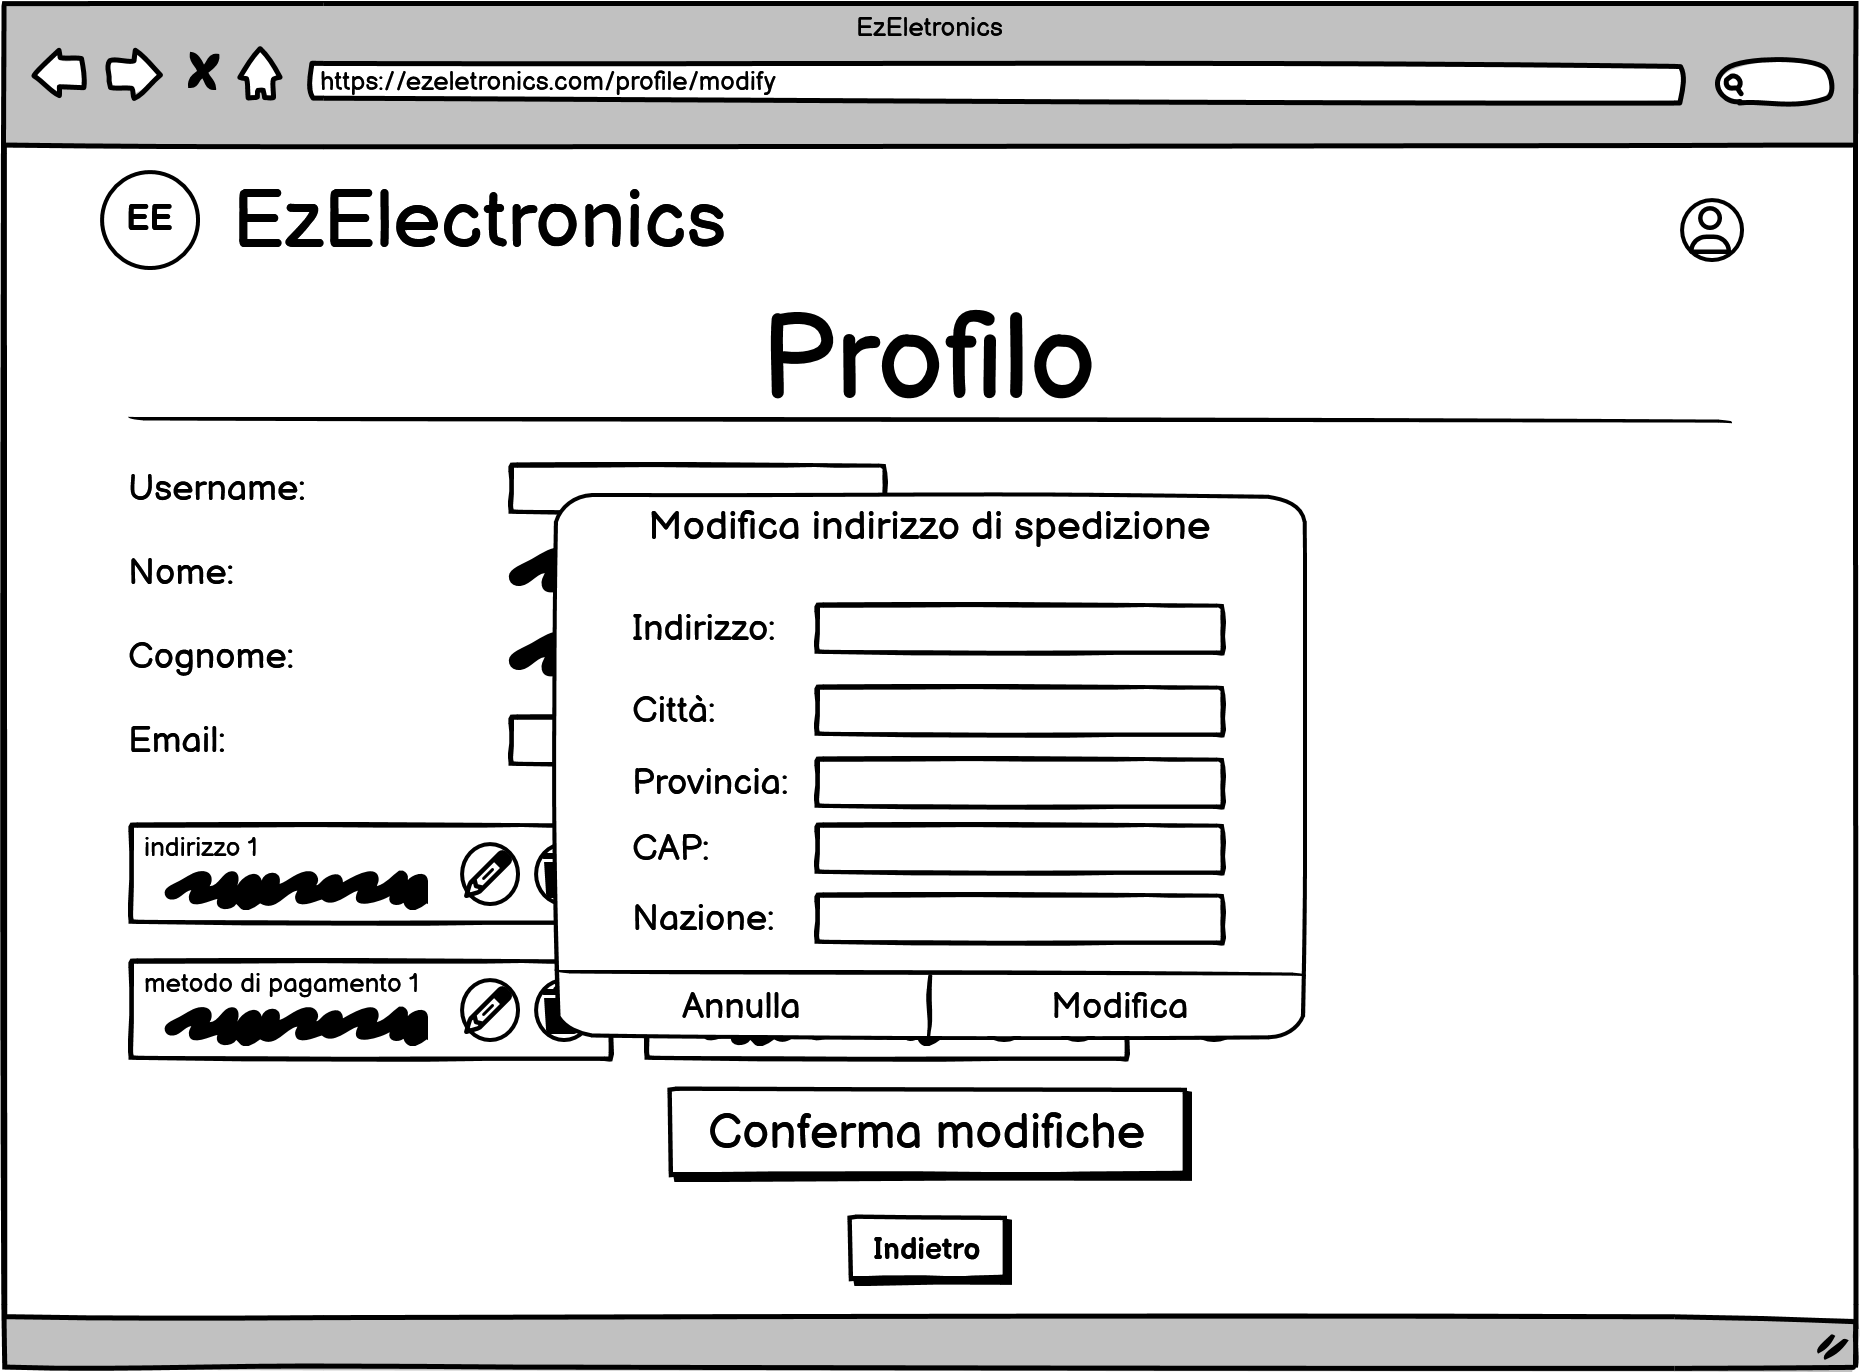 EzEletronics
https://ezeletronics.com/profile/modify
EE
EzElectronics
Profilo
Username:
Nome:
Cognome:
Email:
Modifica indirizzo di spedizione
Indirizzo:
Città:
Provincia:
CAP:
Nazione:
Annulla
Modifica
indirizzo 1
metodo di pagamento 1
Conferma modifiche
Indietro